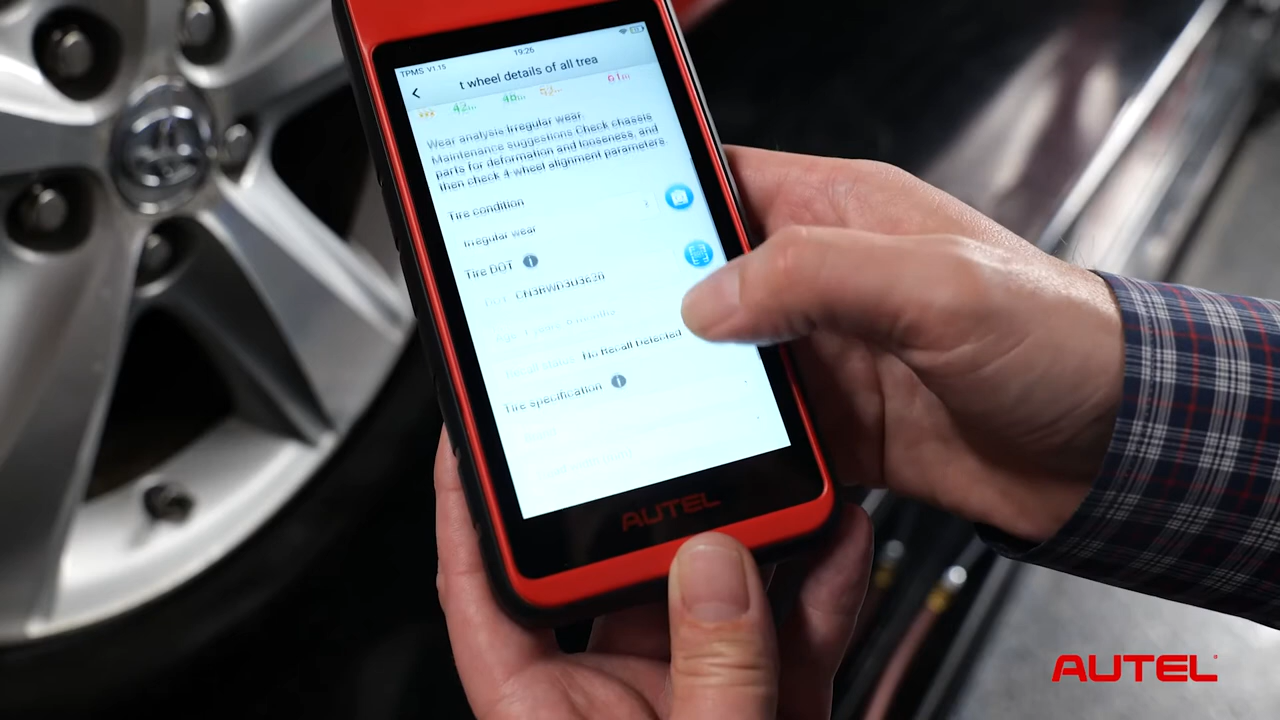 19:26
TPMS V1.15
t wheel details of all trea
Wear analysis Irregular wear.
Maintenance suggestions Check chassis
parts for deformation and looseness, and
then check 4-wheel alignment parameters.
Tire condition
Irregular wear
Tire DOT
No Recall Detected
Tire specification
AUTEL
AUTEL